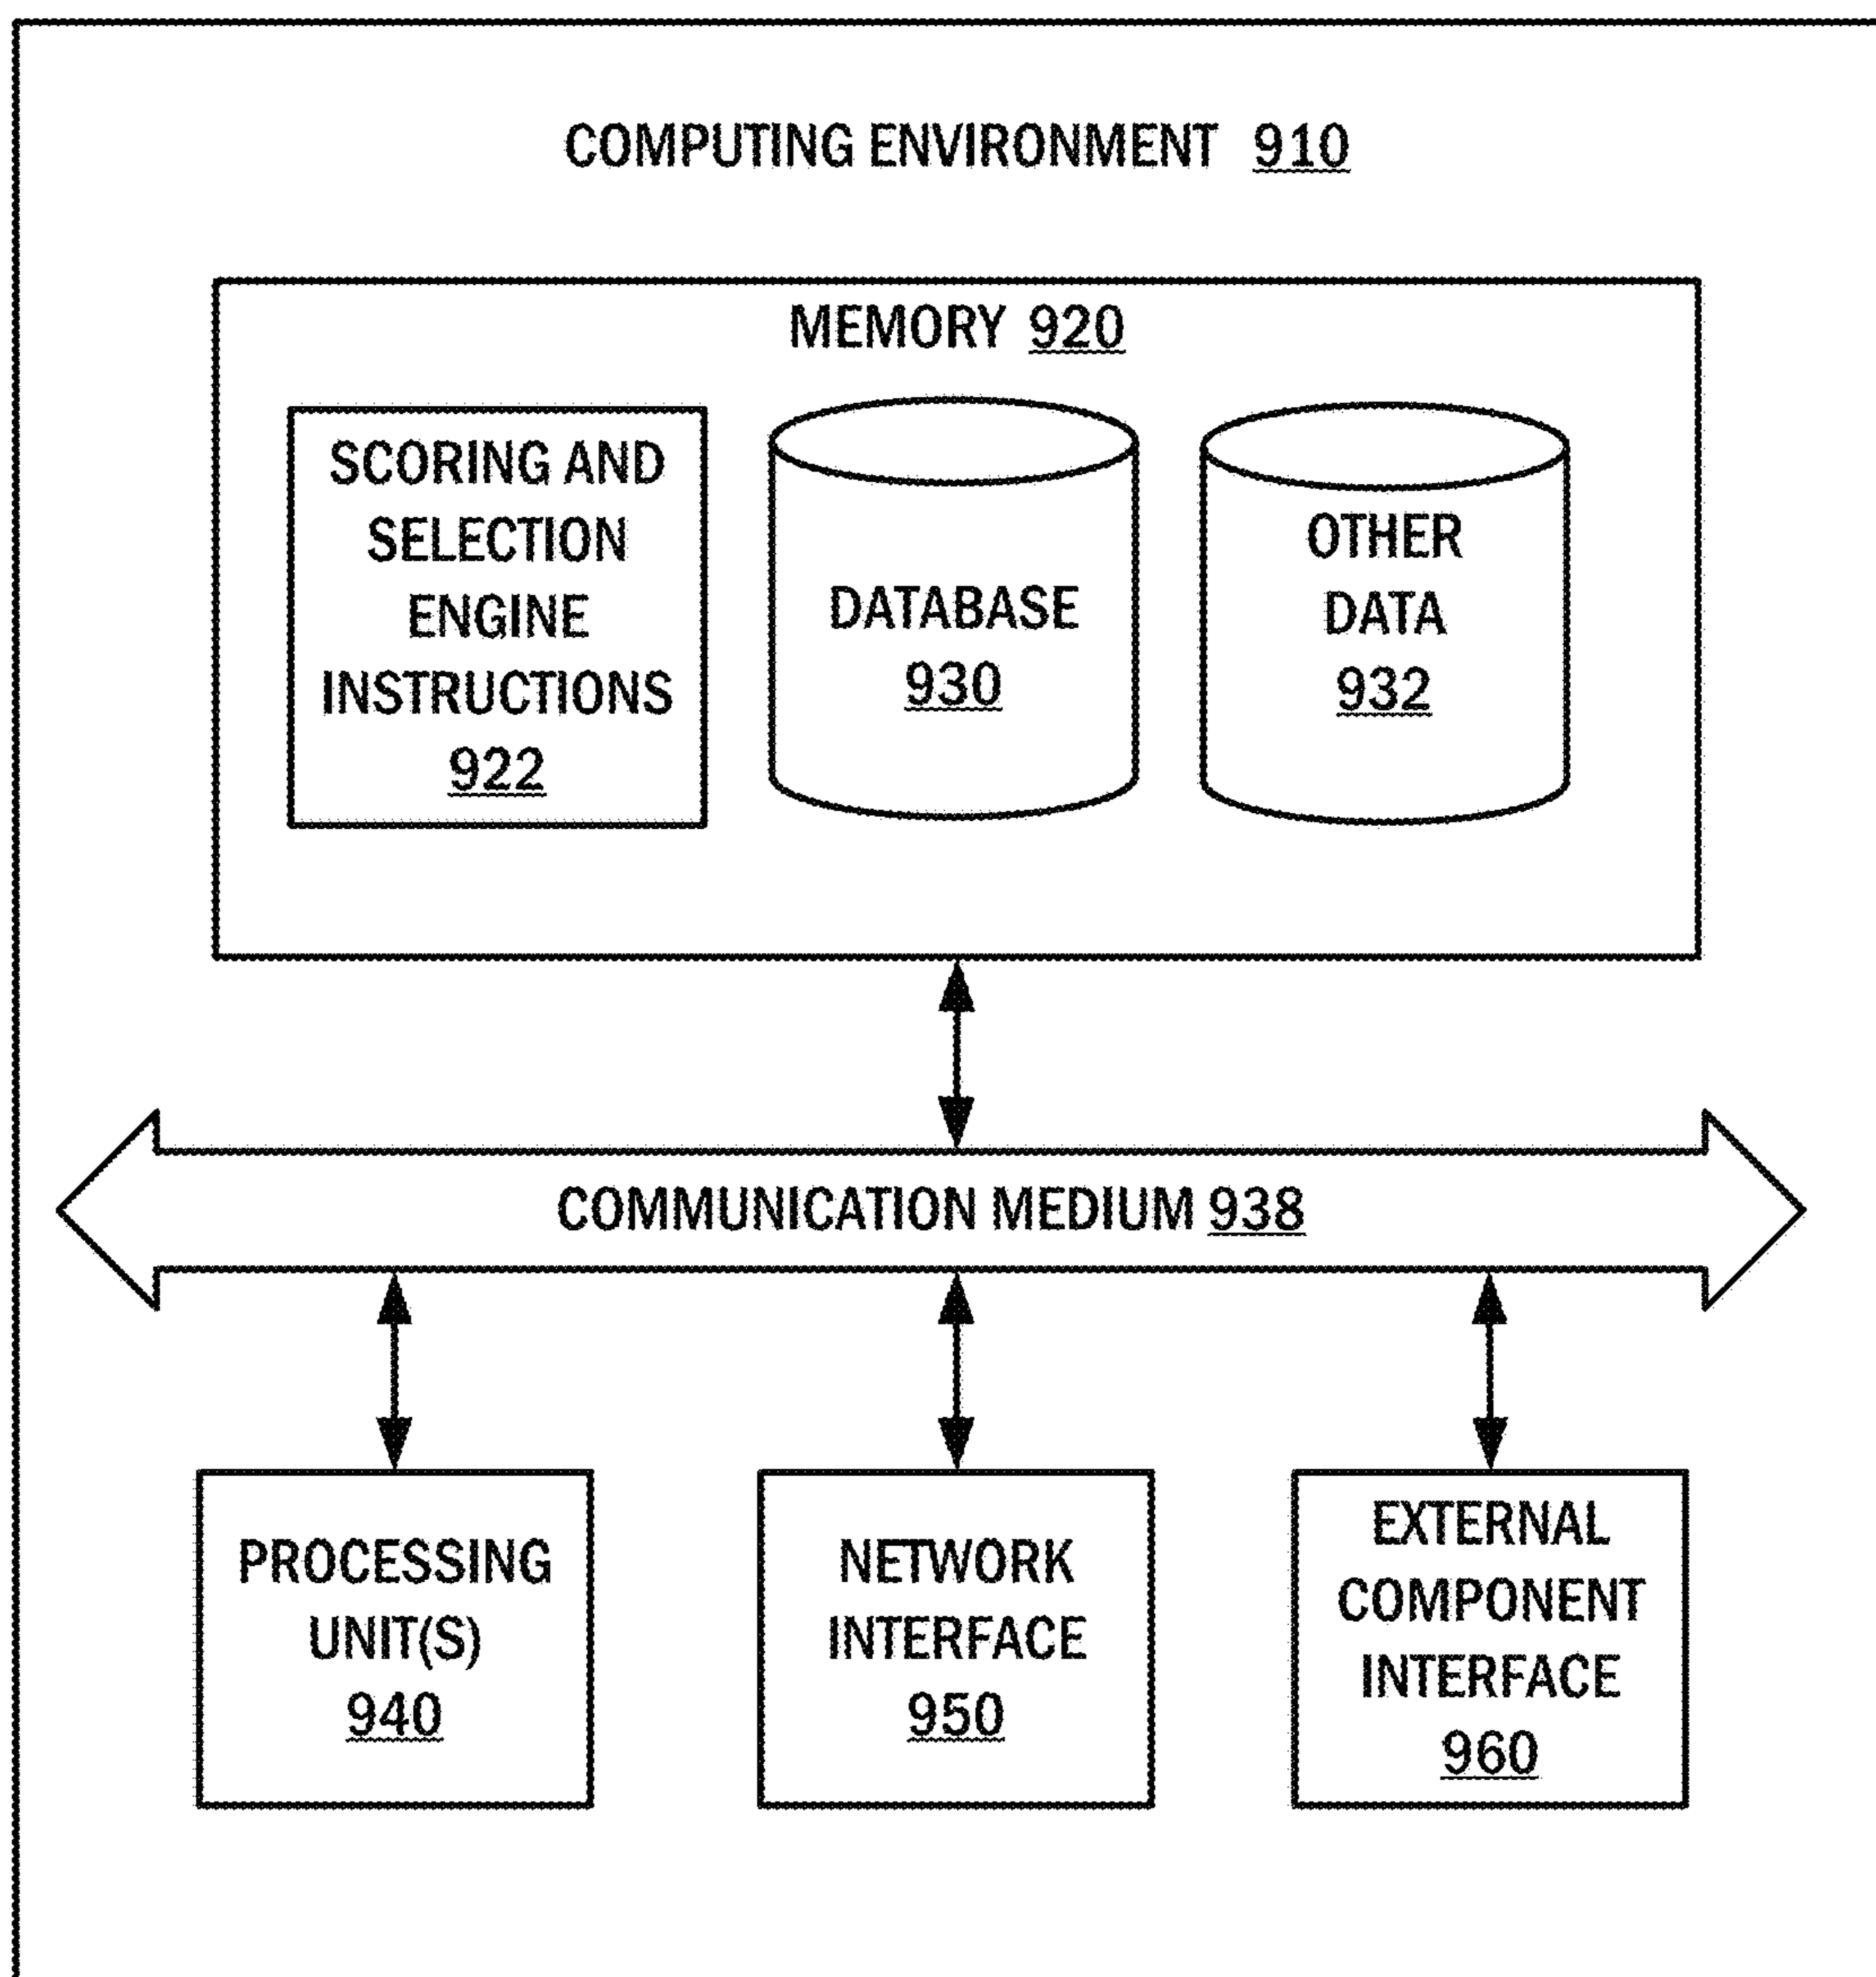 COMPUTING ENVIRONMENT 910
MEMORY 920
SCORING AND
SELECTION
ENGINE
INSTRUCTIONS
922
DATABASE
930
OTHER
DATA
932
COMMUNICATION MEDIUM 938
PROCESSING
UNIT(S)
940
NETWORK
INTERFACE
950
EXTERNAL
COMPONENT
INTERFACE
960